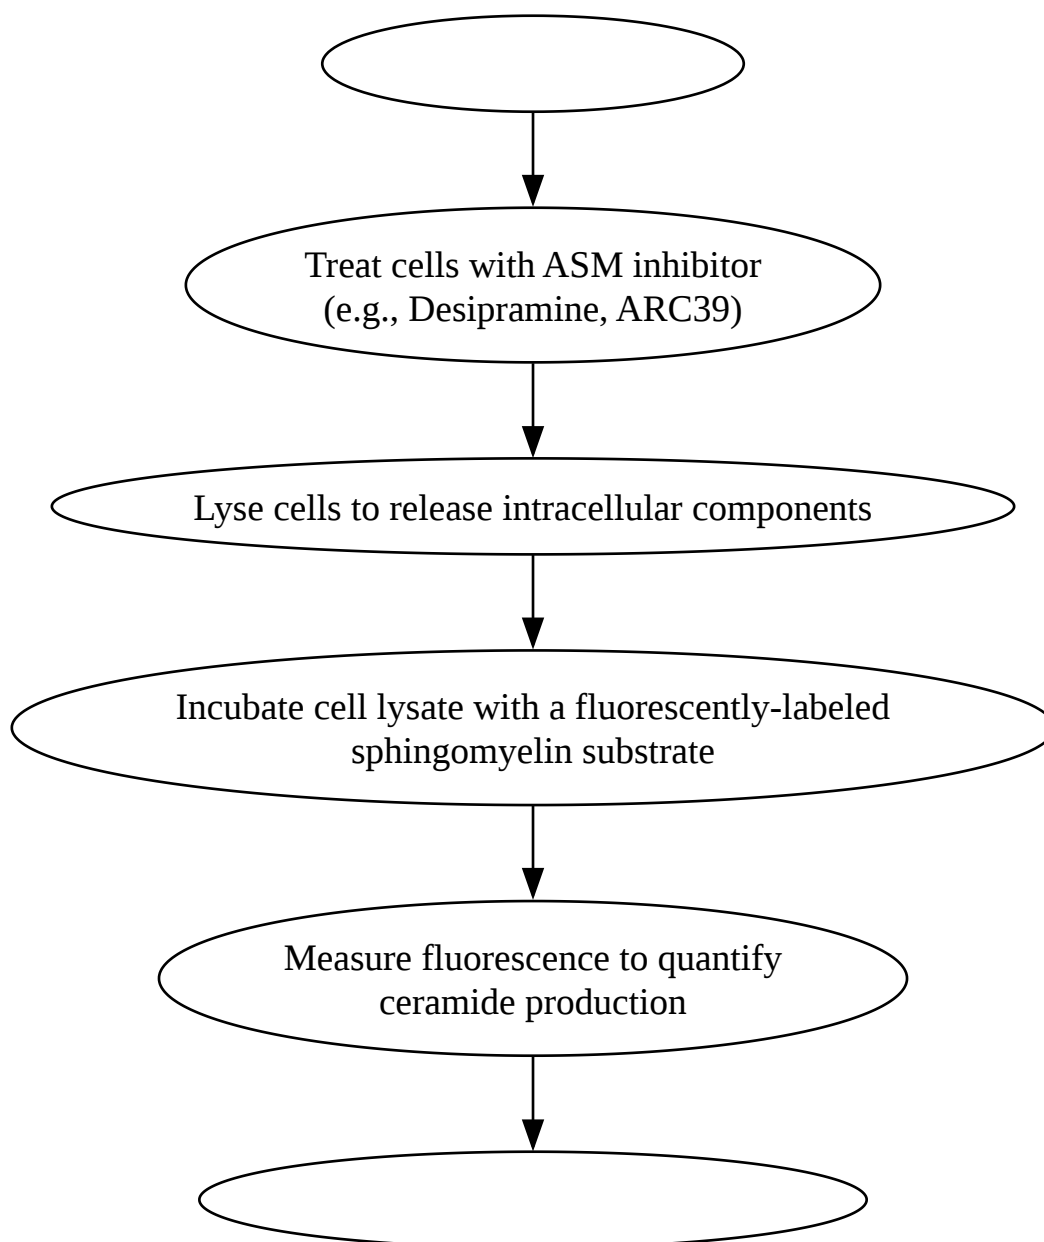 Treat cells with ASM inhibitor
(e.g., Desipramine, ARC39)
Lyse cells to release intracellular components
Incubate cell lysate with a fluorescently-labeled
sphingomyelin substrate
Measure fluorescence to quantify
ceramide production